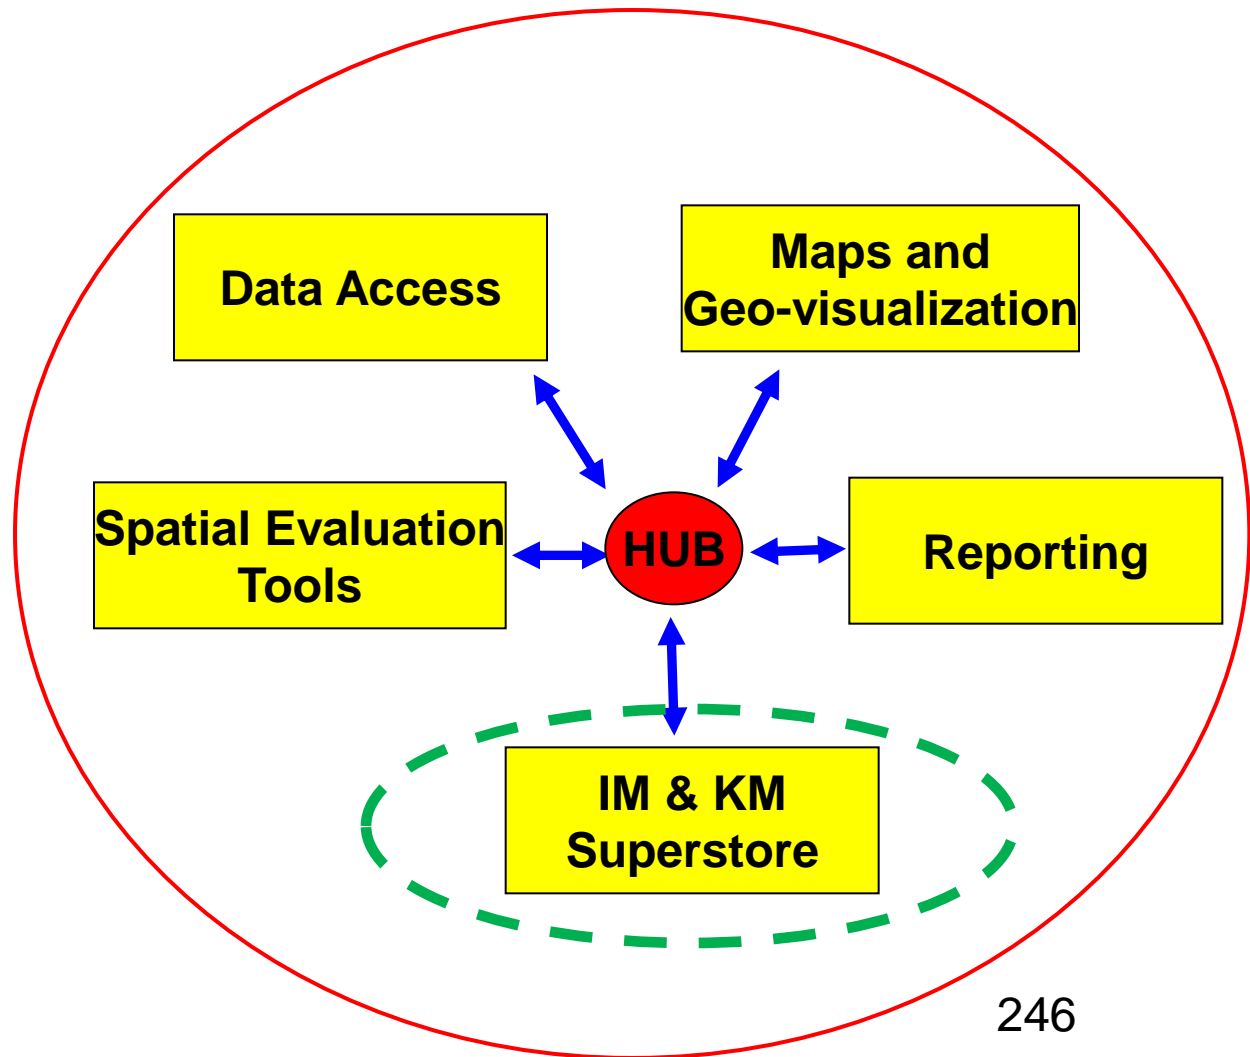 Data Access
Maps and
Geo-visualization
Spatial Evaluation
Tools
HUB
Reporting
IM & KM
Superstore
246